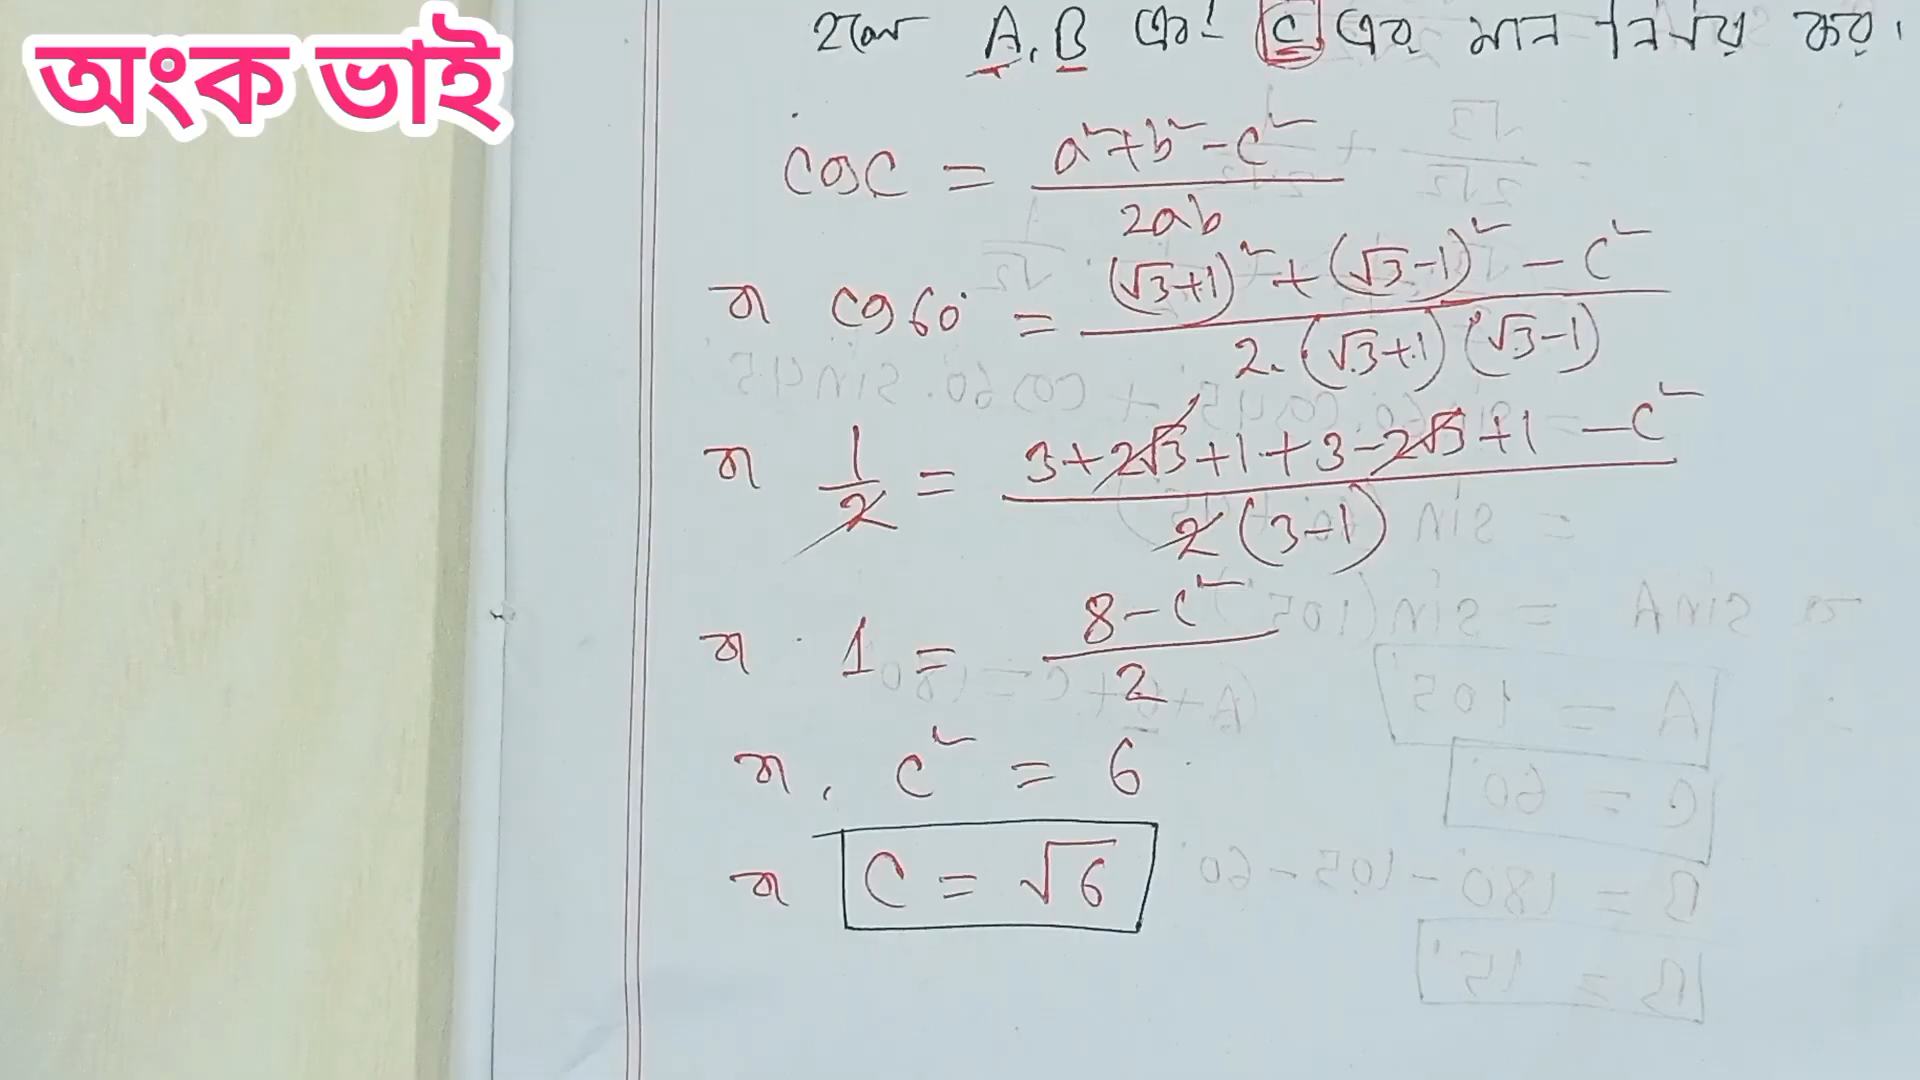 অংক ভাই
হলে A, B এবং c এর মান নির্ণয় কর।
cosC = (a²+b²-c²)/(2ab)
বা cos60° = ((√3+1)²+(√3-1)²-c²)/(2.(√3+1)(√3-1))
বা 1/2 = (3+2√3+1+3-2√3+1-c²)/(2(3-1))
বা 1 = (8-c²)/2
বা, c² = 6
বা c = √6